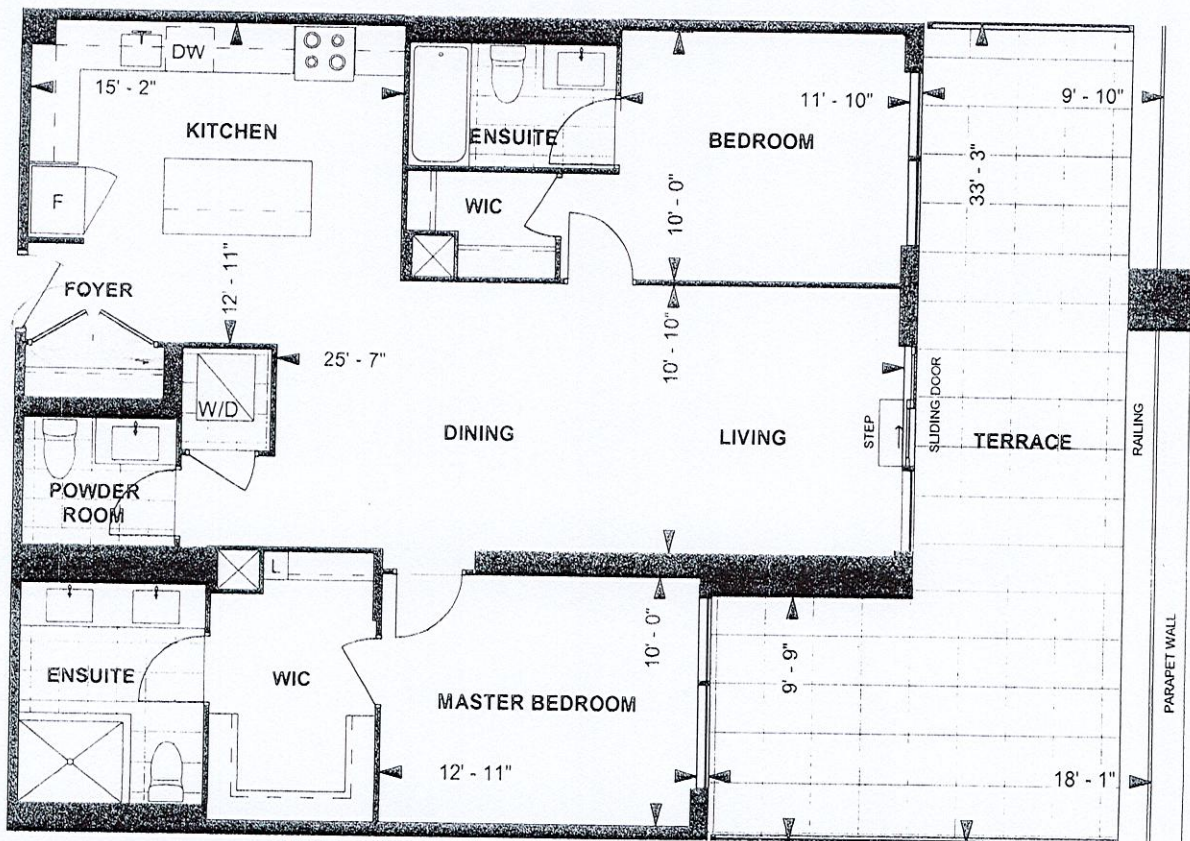 DW
15' - 2"
KITCHEN
F
ENSUITE
11' - 10"
BEDROOM
9' - 10"
33' - 3"
WIC
10' - 0"
FOYER
12' - 11"
25' - 7"
W/D
10' - 10"
DINING
LIVING
STEP
SLIDING DOOR
TERRACE
RAILING
POWDER
ROOM
L
ENSUITE
WIC
10' - 0"
9' - 9"
MASTER BEDROOM
12' - 11"
18' - 1"
PARAPET WALL